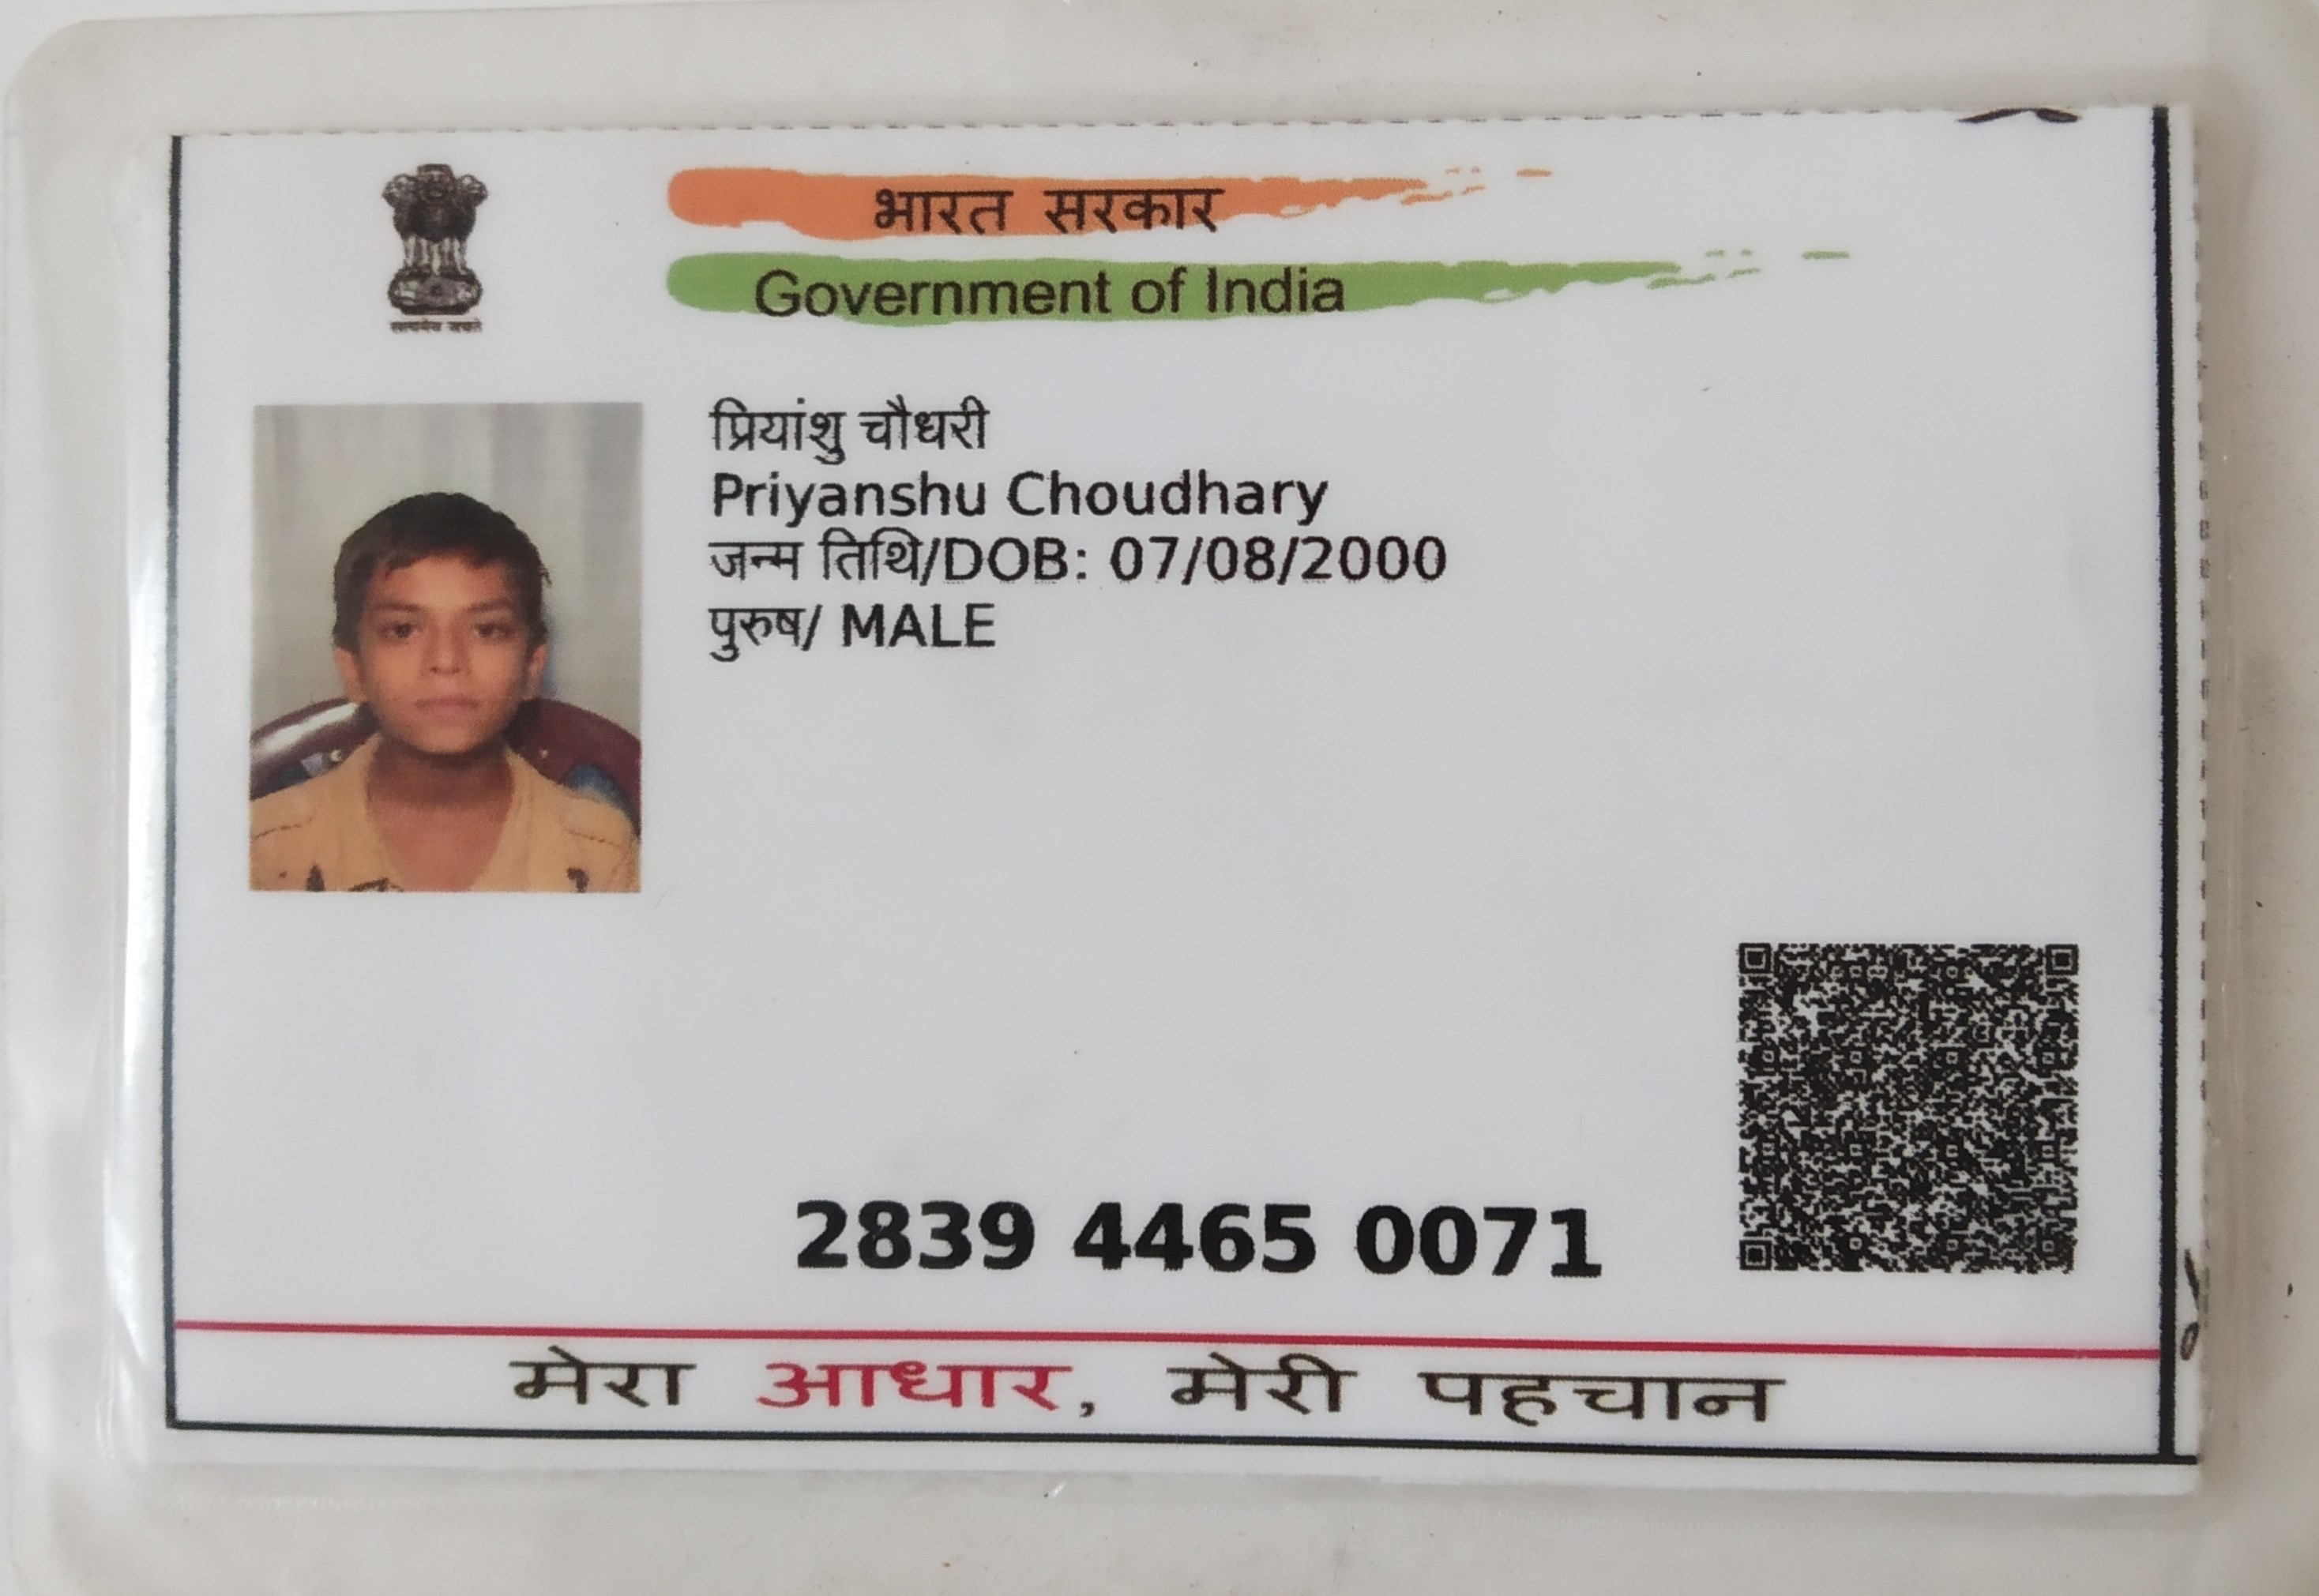 भारत सरकार
Government of India
सत्यमेव जयते
प्रियांशु चौधरी
Priyanshu Choudhary
जन्म तिथि/DOB: 07/08/2000
पुरुष/ MALE
2839 4465 0071
मेरा आधार, मेरी पहचान